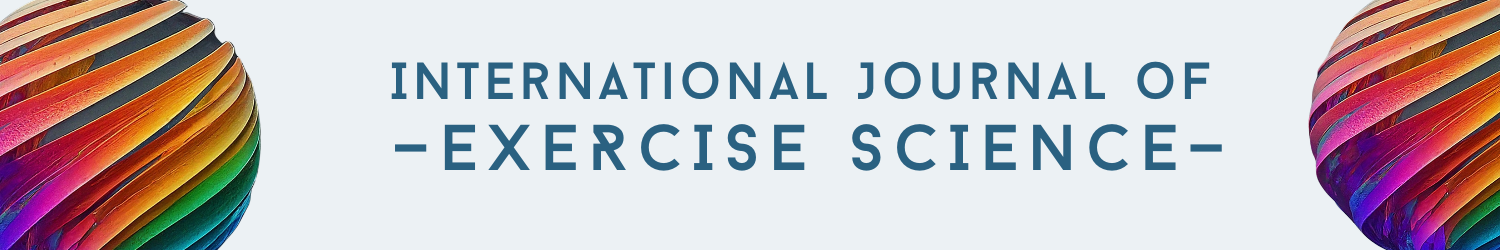 INTERNATIONAL JOURNAL OF
-EXERCISE SCIENCE-